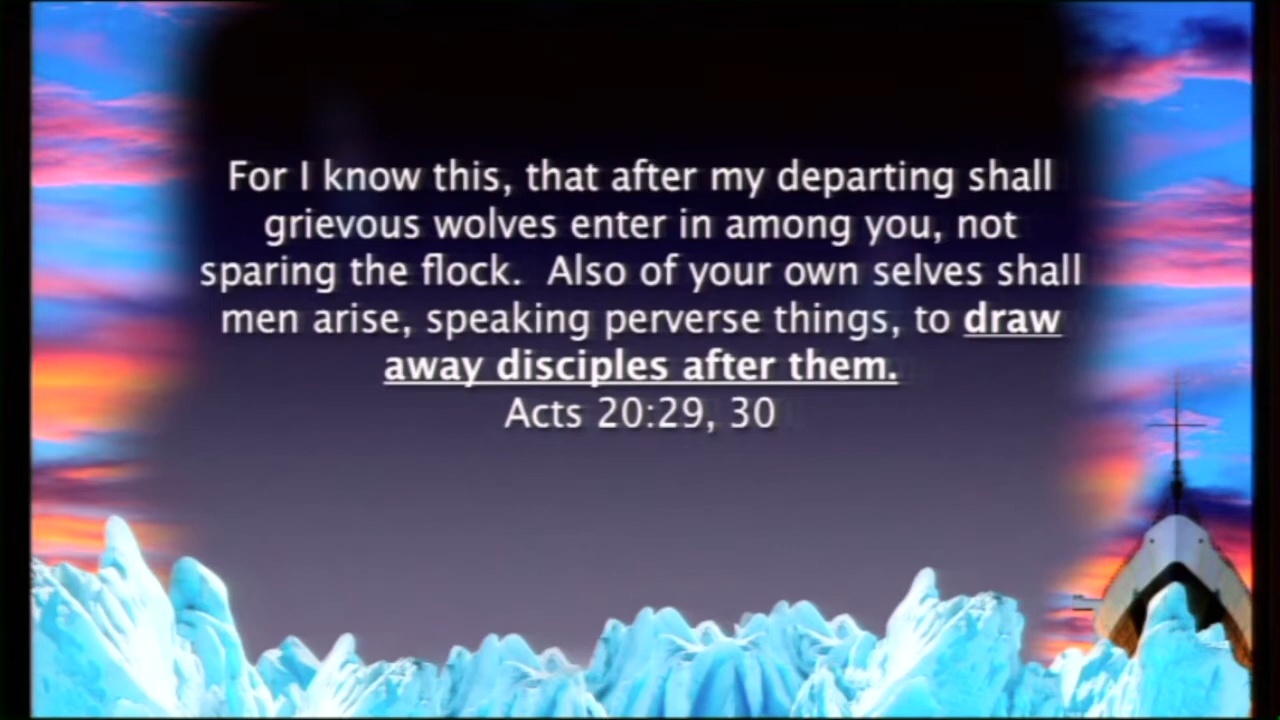 For I know this, that after my departing shall
grievous wolves enter in among you, not
sparing the flock.  Also of your own selves shall
men arise, speaking perverse things, to draw
away disciples after them.
Acts 20:29, 30